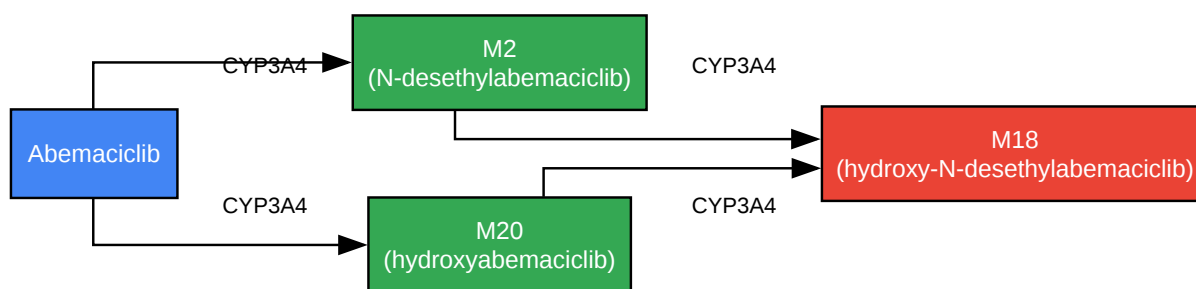 CYP3A4
M2
(N-desethylabemaciclib)
CYP3A4
Abemaciclib
M18
(hydroxy-N-desethylabemaciclib)
CYP3A4
M20
(hydroxyabemaciclib)
CYP3A4